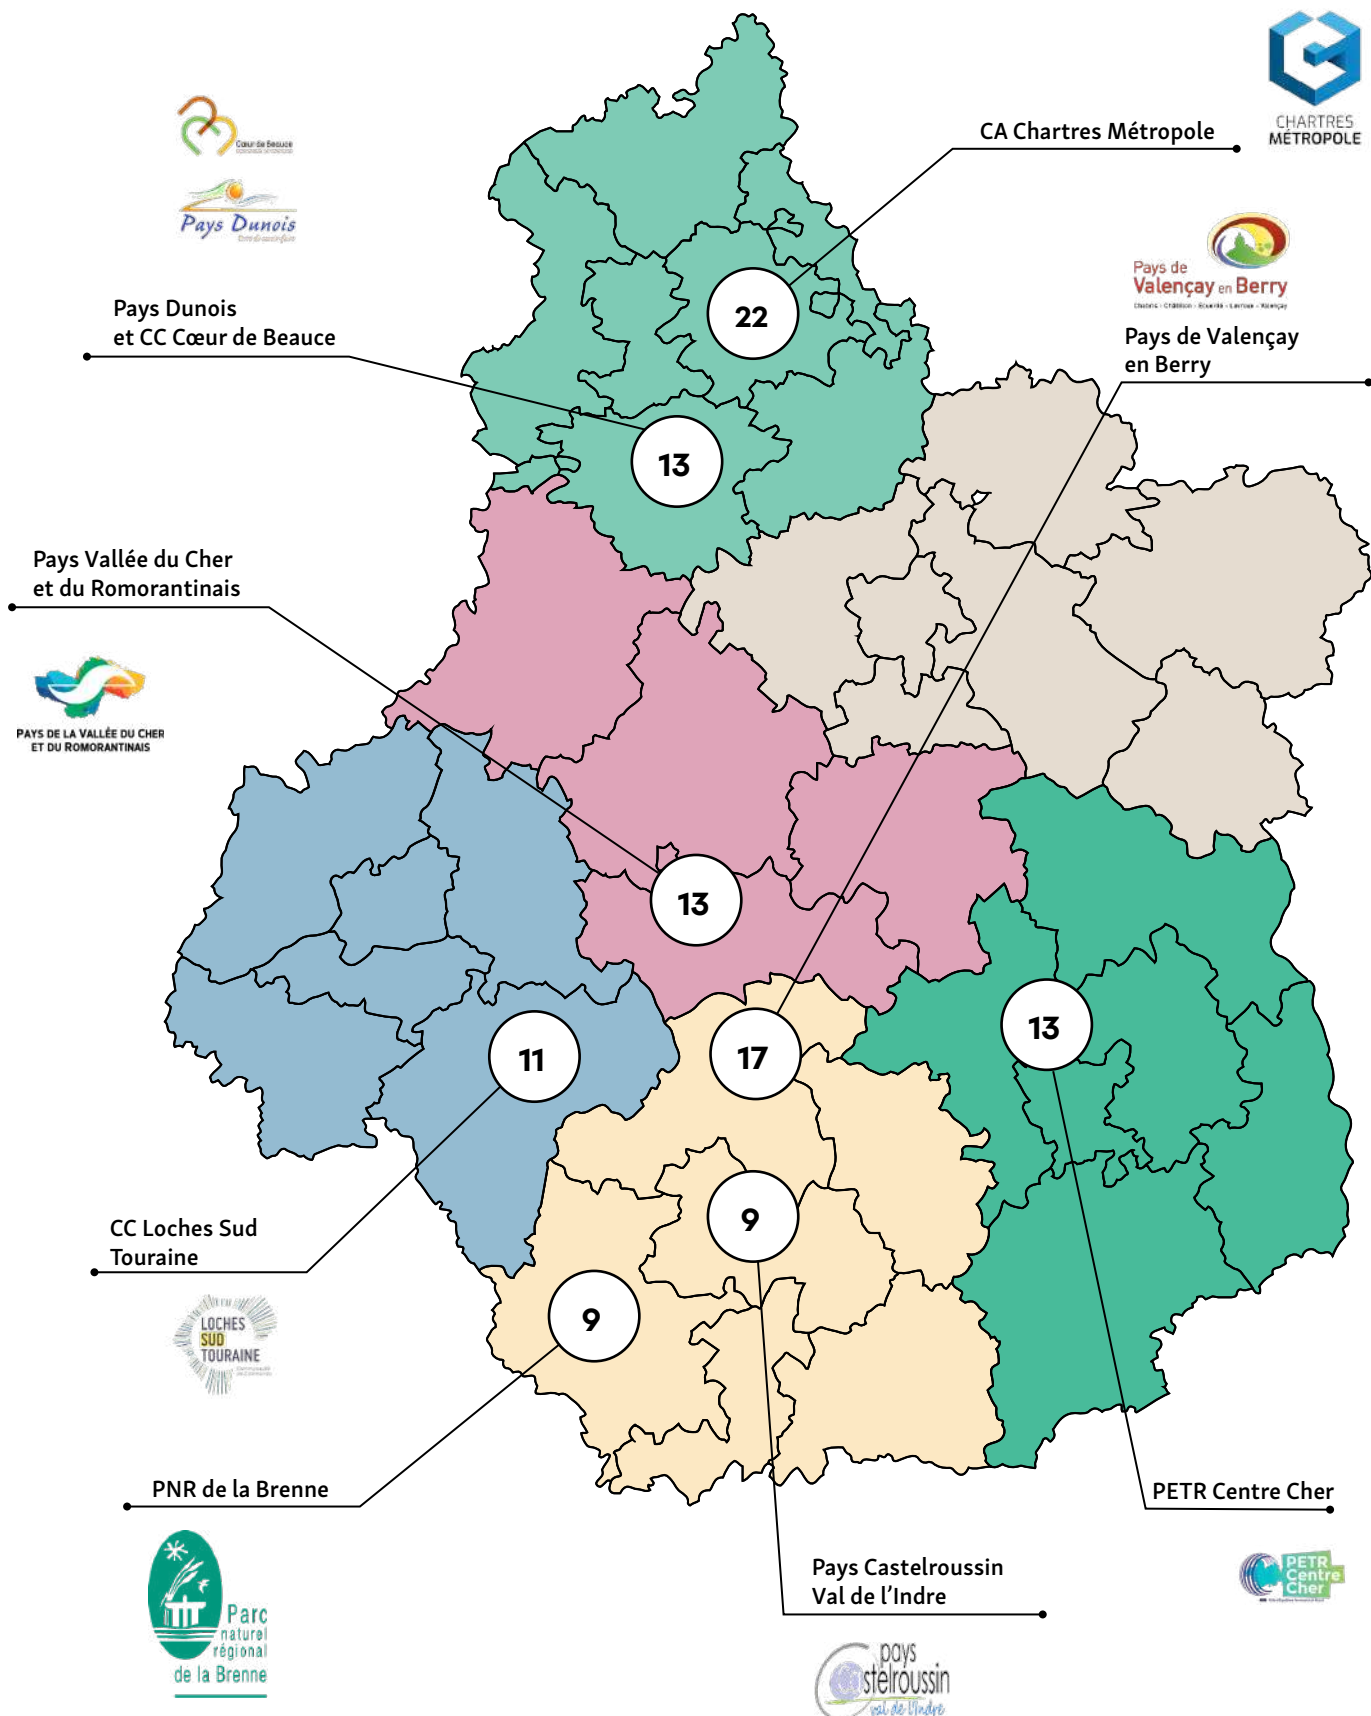 CHARTRES
MÉTROPOLE
CA Chartres Métropole
Cœur de Beauce
Pays Dunois
Pays de
Valençay en Berry
Pays Dunois
et CC Cœur de Beauce
22
Pays de Valençay
en Berry
13
Pays Vallée du Cher
et du Romorantinais
PAYS DE LA VALLÉE DU CHER
ET DU ROMORANTINAIS
13
13
11
17
9
CC Loches Sud
Touraine
9
LOCHES
SUD
TOURAINE
PNR de la Brenne
PETR Centre Cher
Parc
naturel
régional
de la Brenne
Pays Castelroussin
Val de l'Indre
PETR
Centre
Cher
pays
Castelroussin
val de l'Indre